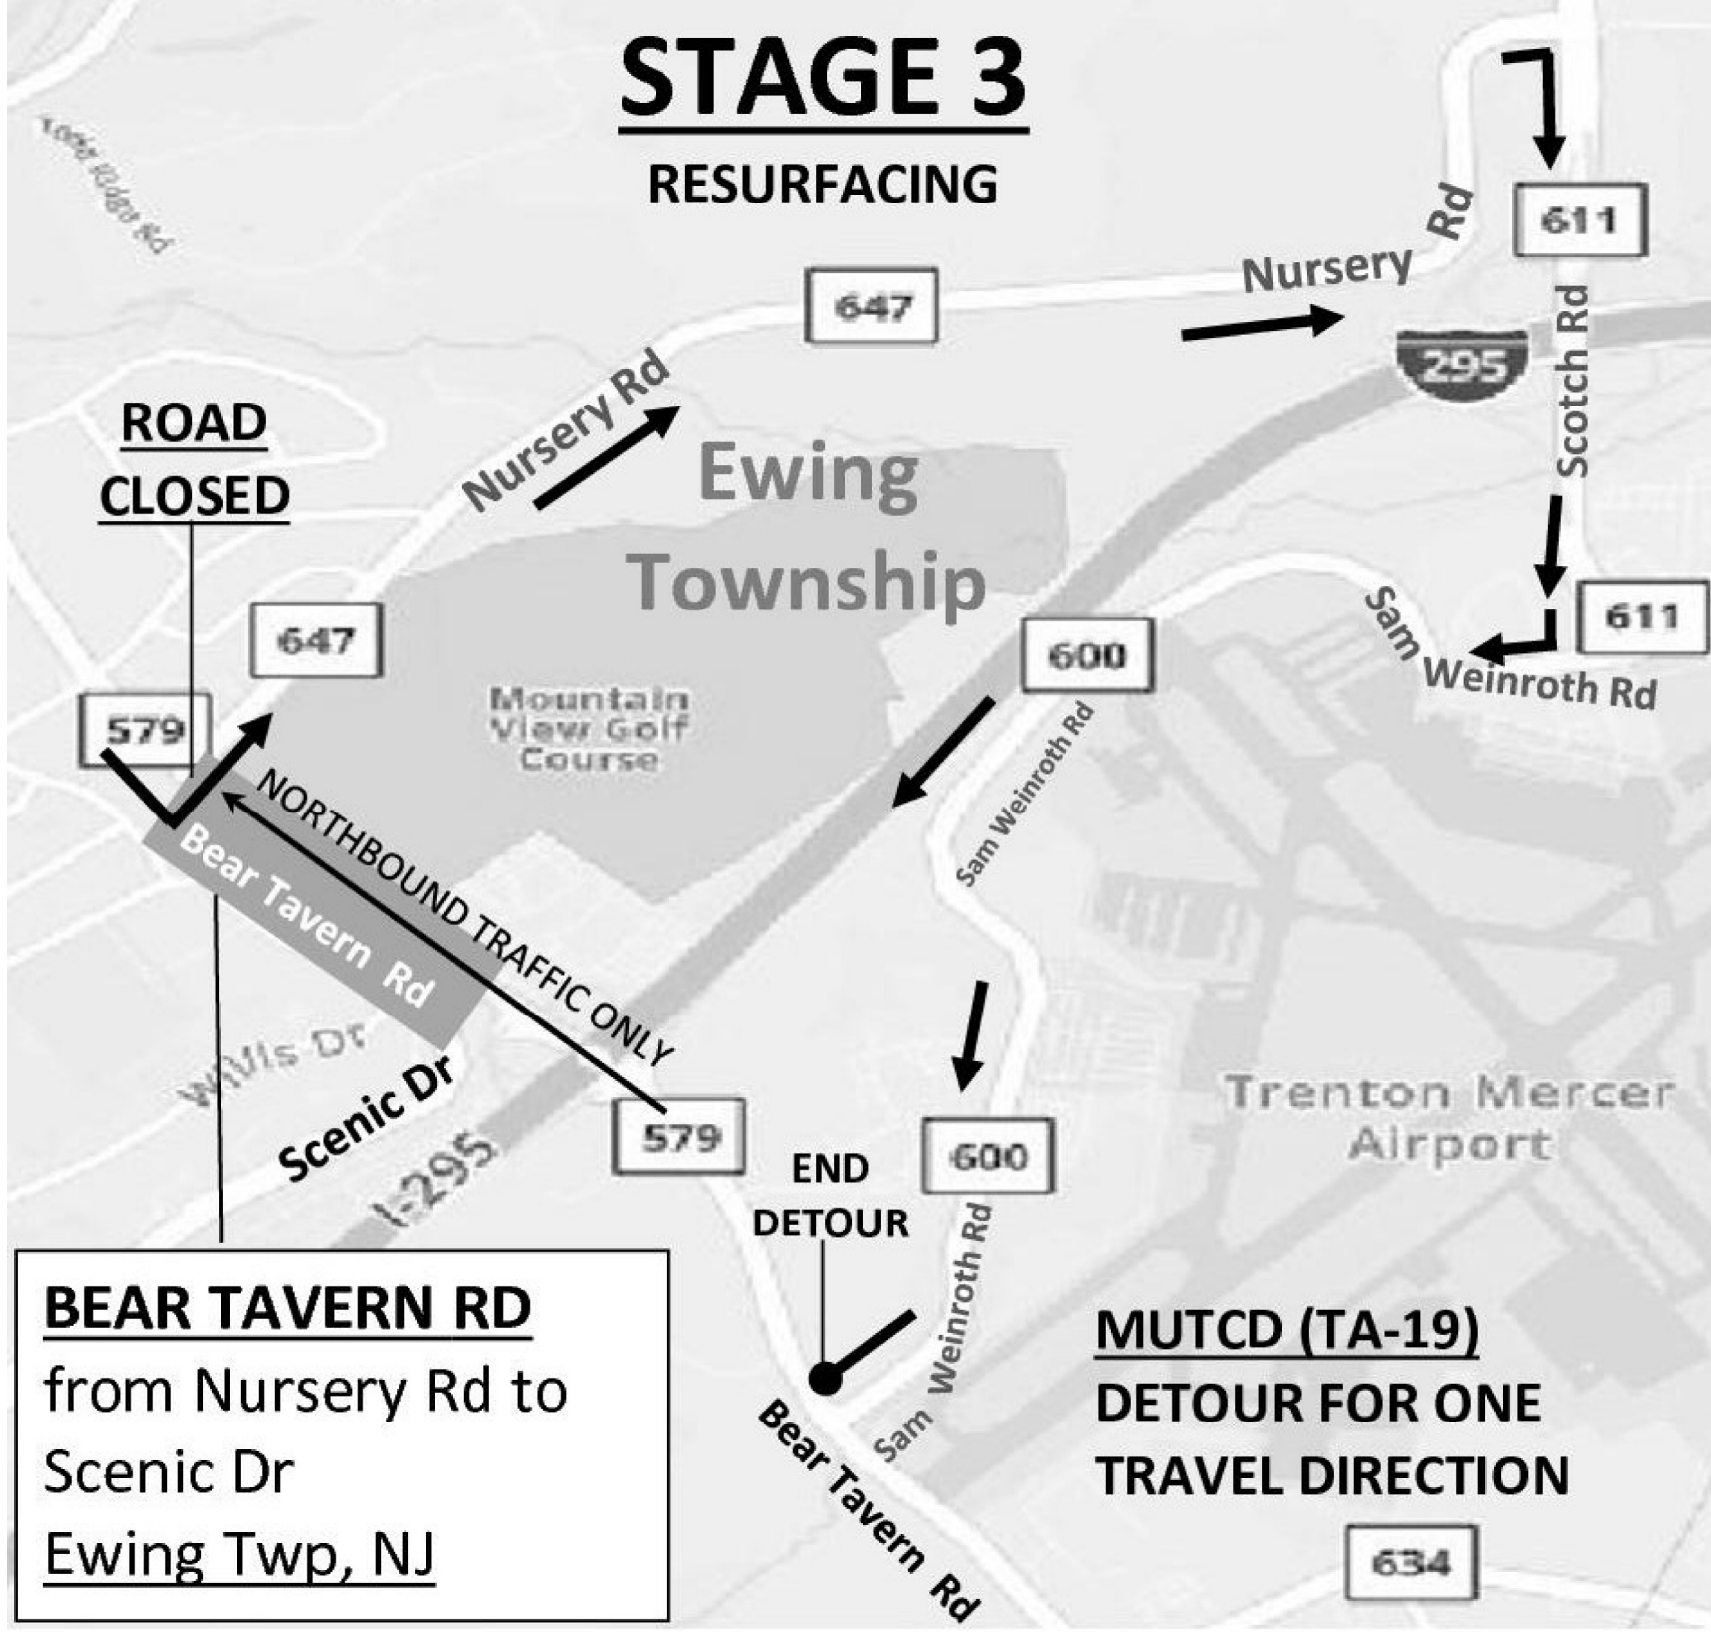 STAGE 3
RESURFACING
Rd
611
Nursery
647
Scotch Rd
295
Nursery Rd
ROAD
CLOSED
Ewing
Township
647
600
611
Sam
Weinroth Rd
579
Mountain
View Golf
Course
Sam Weinroth Rd
NORTHBOUND TRAFFIC ONLY
Bear Tavern Rd
Willis Dr
Scenic Dr
I-295
579
600
Trenton Mercer
Airport
END
DETOUR
Sam Weinroth Rd
Bear Tavern Rd
BEAR TAVERN RD
from Nursery Rd to
Scenic Dr
Ewing Twp, NJ
MUTCD (TA-19)
DETOUR FOR ONE
TRAVEL DIRECTION
634